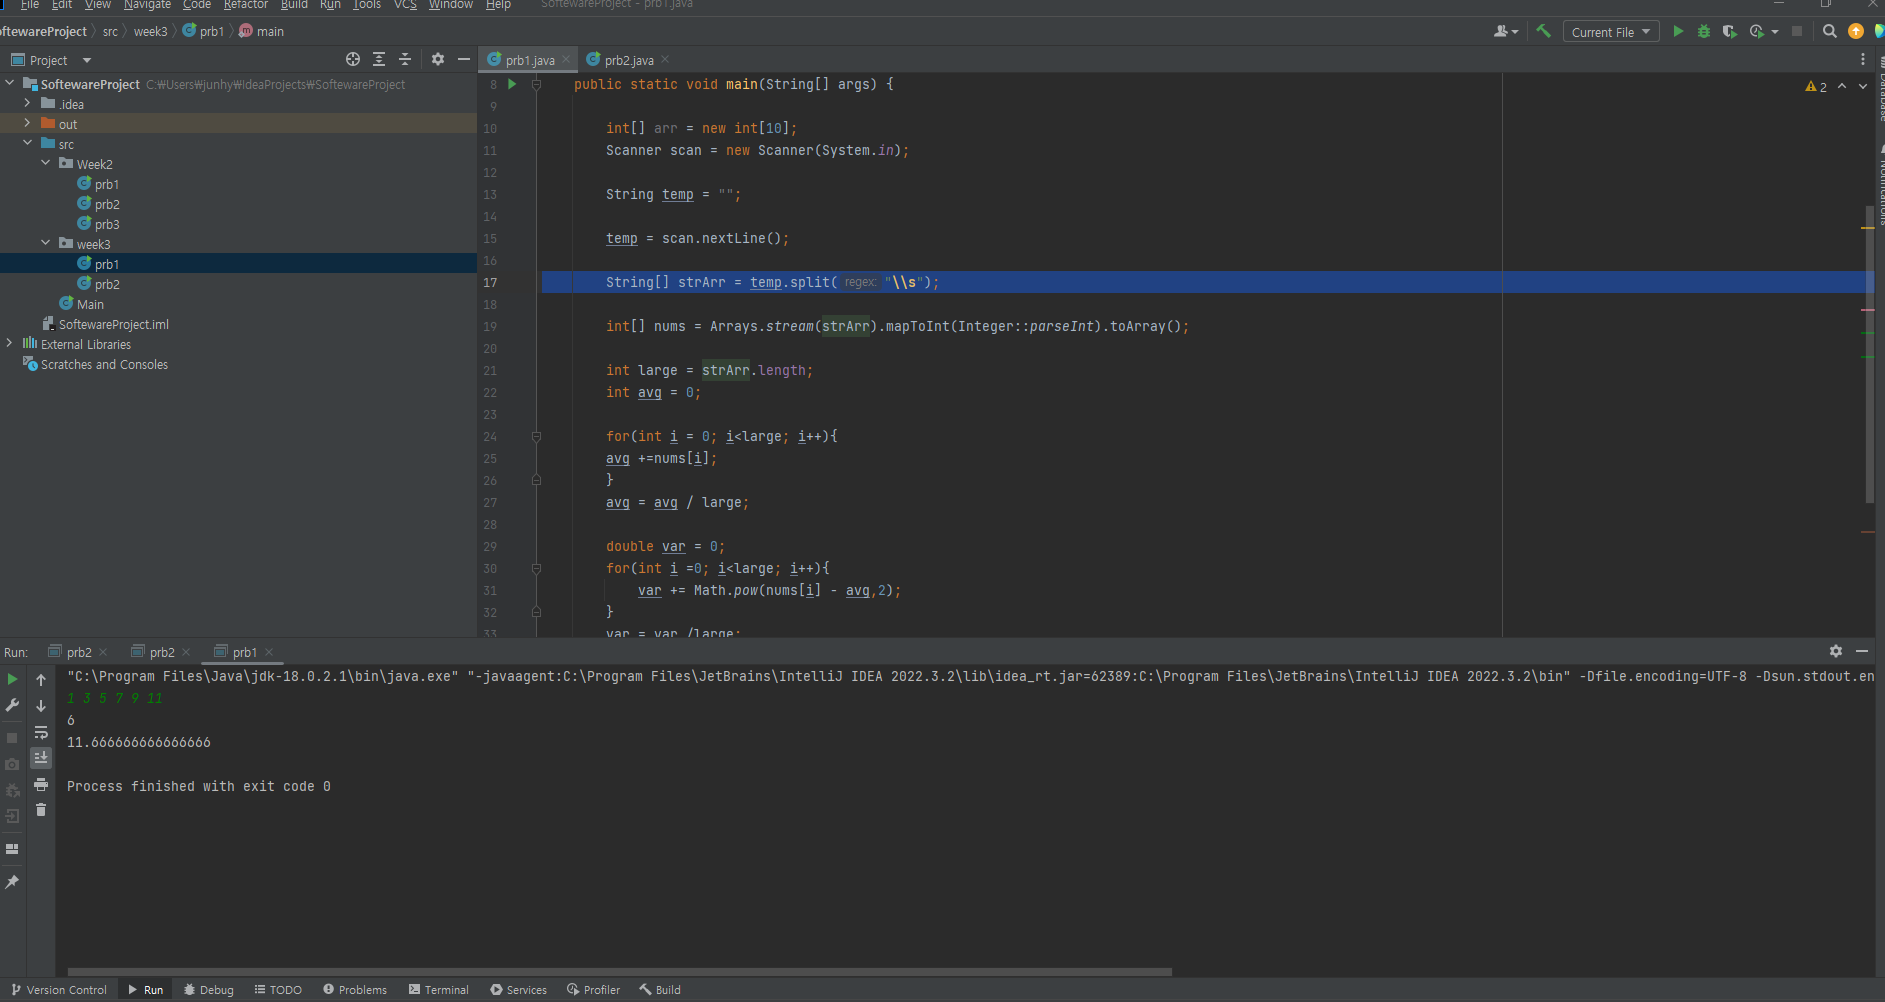 File Edit View Navigate Code Refactor Build Run Tools VCS Window Help SoftewareProject - prb1.java
oftewareProject src week3 prb1 main
Current File
Project
prb1.java prb2.java
SoftewareProject C:₩Users₩junhy₩IdeaProjects₩SoftewareProject
.idea
out
src
Week2
prb1
prb2
prb3
week3
prb1
prb2
Main
SoftewareProject.iml
External Libraries
Scratches and Consoles
2
8 public static void main(String[] args) {
9
10 int[] arr = new int[10];
11 Scanner scan = new Scanner(System.in);
12
13 String temp = "";
14
15 temp = scan.nextLine();
16
17 String[] strArr = temp.split( regex: "\\s");
18
19 int[] nums = Arrays.stream(strArr).mapToInt(Integer::parseInt).toArray();
20
21 int large = strArr.length;
22 int avg = 0;
23
24 for(int i = 0; i<large; i++){
25 avg +=nums[i];
26 }
27 avg = avg / large;
28
29 double var = 0;
30 for(int i =0; i<large; i++){
31 var += Math.pow(nums[i] - avg,2);
32 }
33 var = var /large;
Database
Notifications
Run: prb2 prb2 prb1
"C:\Program Files\Java\jdk-18.0.2.1\bin\java.exe" "-javaagent:C:\Program Files\JetBrains\IntelliJ IDEA 2022.3.2\lib\idea_rt.jar=62389:C:\Program Files\JetBrains\IntelliJ IDEA 2022.3.2\bin" -Dfile.encoding=UTF-8 -Dsun.stdout.en
1 3 5 7 9 11
6
11.666666666666666
Process finished with exit code 0
Version Control Run Debug TODO Problems Terminal Services Profiler Build